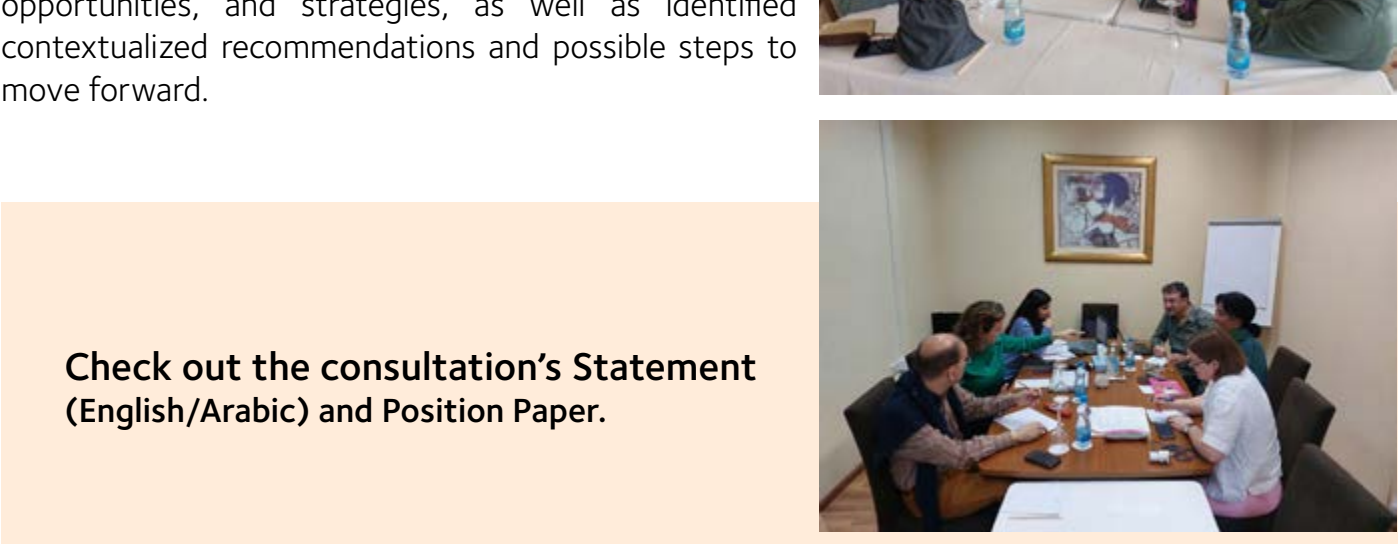 opportunities, and strategies, as well as identified
contextualized recommendations and possible steps to
move forward.
Check out the consultation's Statement
(English/Arabic) and Position Paper.